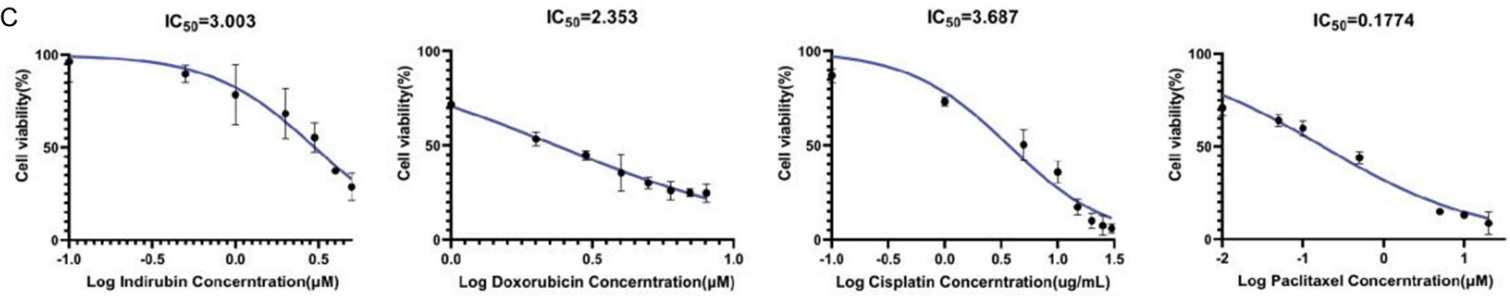 C
IC50=3.003
Cell viability(%)
100
50
0
-1.0 -0.5 0.0 0.5
Log Indirubin Concerntration(μM)
IC50=2.353
Cell viability(%)
100
50
0
0.0 0.5 1.0
Log Doxorubicin Concerntration(μM)
IC50=3.687
Cell viability(%)
100
50
0
-1.0 -0.5 0.0 0.5 1.0 1.5
Log Cisplatin Concerntration(ug/mL)
IC50=0.1774
Cell viability(%)
100
50
0
-2 -1 0 1
Log Paclitaxel Concerntration(μM)